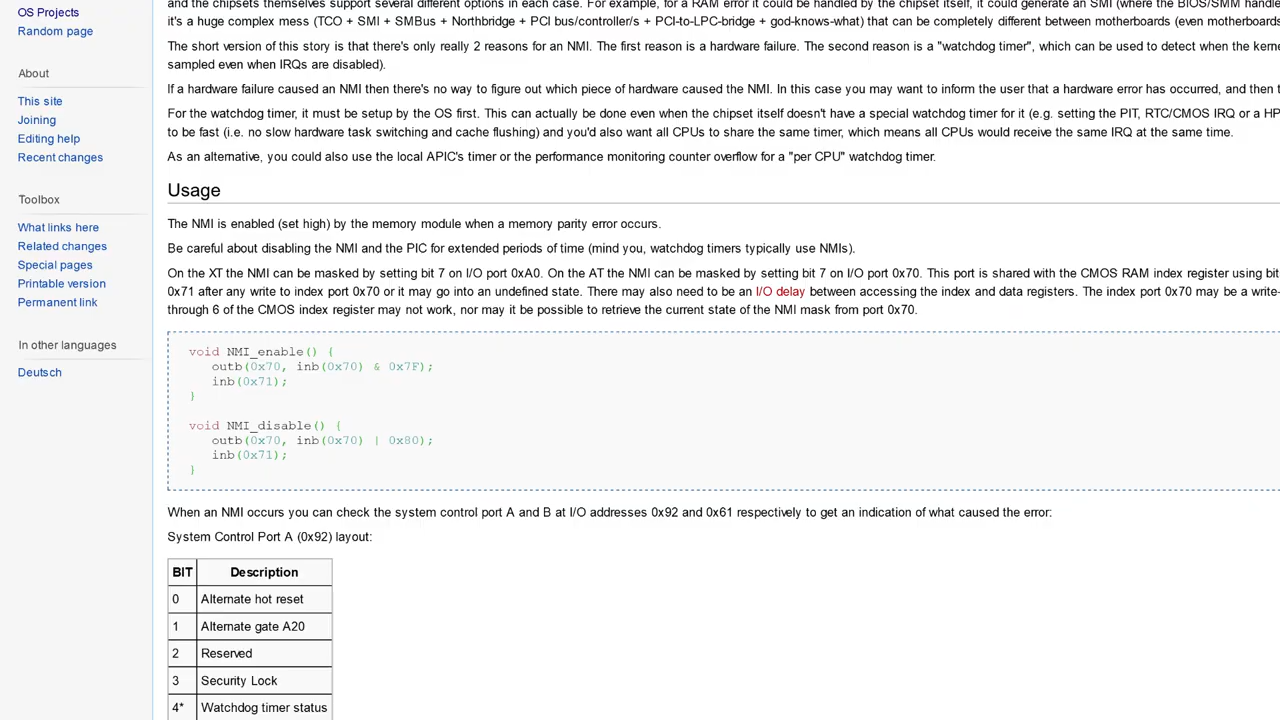 OS Projects
Random page
About
This site
Joining
Editing help
Recent changes
Toolbox
What links here
Related changes
Special pages
Printable version
Permanent link
In other languages
Deutsch
and the chipsets themselves support several different options in each case. For example, for a RAM error it could be handled by the chipset itself, it could generate an SMI (where the BIOS/SMM handle
it's a huge complex mess (TCO + SMI + SMBus + Northbridge + PCI bus/controller/s + PCI-to-LPC-bridge + god-knows-what) that can be completely different between motherboards (even motherboards
The short version of this story is that there's only really 2 reasons for an NMI. The first reason is a hardware failure. The second reason is a "watchdog timer", which can be used to detect when the kerne
sampled even when IRQs are disabled).
If a hardware failure caused an NMI then there's no way to figure out which piece of hardware caused the NMI. In this case you may want to inform the user that a hardware error has occurred, and then t
For the watchdog timer, it must be setup by the OS first. This can actually be done even when the chipset itself doesn't have a special watchdog timer for it (e.g. setting the PIT, RTC/CMOS IRQ or a HP
to be fast (i.e. no slow hardware task switching and cache flushing) and you'd also want all CPUs to share the same timer, which means all CPUs would receive the same IRQ at the same time.
As an alternative, you could also use the local APIC's timer or the performance monitoring counter overflow for a "per CPU" watchdog timer.
Usage
The NMI is enabled (set high) by the memory module when a memory parity error occurs.
Be careful about disabling the NMI and the PIC for extended periods of time (mind you, watchdog timers typically use NMIs).
On the XT the NMI can be masked by setting bit 7 on I/O port 0xA0. On the AT the NMI can be masked by setting bit 7 on I/O port 0x70. This port is shared with the CMOS RAM index register using bit
0x71 after any write to index port 0x70 or it may go into an undefined state. There may also need to be an I/O delay between accessing the index and data registers. The index port 0x70 may be a write-
through 6 of the CMOS index register may not work, nor may it be possible to retrieve the current state of the NMI mask from port 0x70.
void NMI_enable() {
outb(0x70, inb(0x70) & 0x7F);
inb(0x71);
}
void NMI_disable() {
outb(0x70, inb(0x70) | 0x80);
inb(0x71);
}
When an NMI occurs you can check the system control port A and B at I/O addresses 0x92 and 0x61 respectively to get an indication of what caused the error:
System Control Port A (0x92) layout:
BIT Description
0 Alternate hot reset
1 Alternate gate A20
2 Reserved
3 Security Lock
4* Watchdog timer status